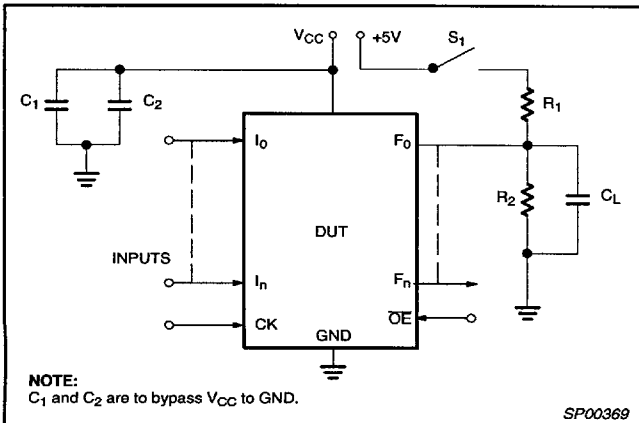 VCC +5V S1
C1 C2 R1
I0 F0
R2 CL
DUT
INPUTS
In Fn
CK OE
GND
NOTE:
C1 and C2 are to bypass VCC to GND.
SP00369